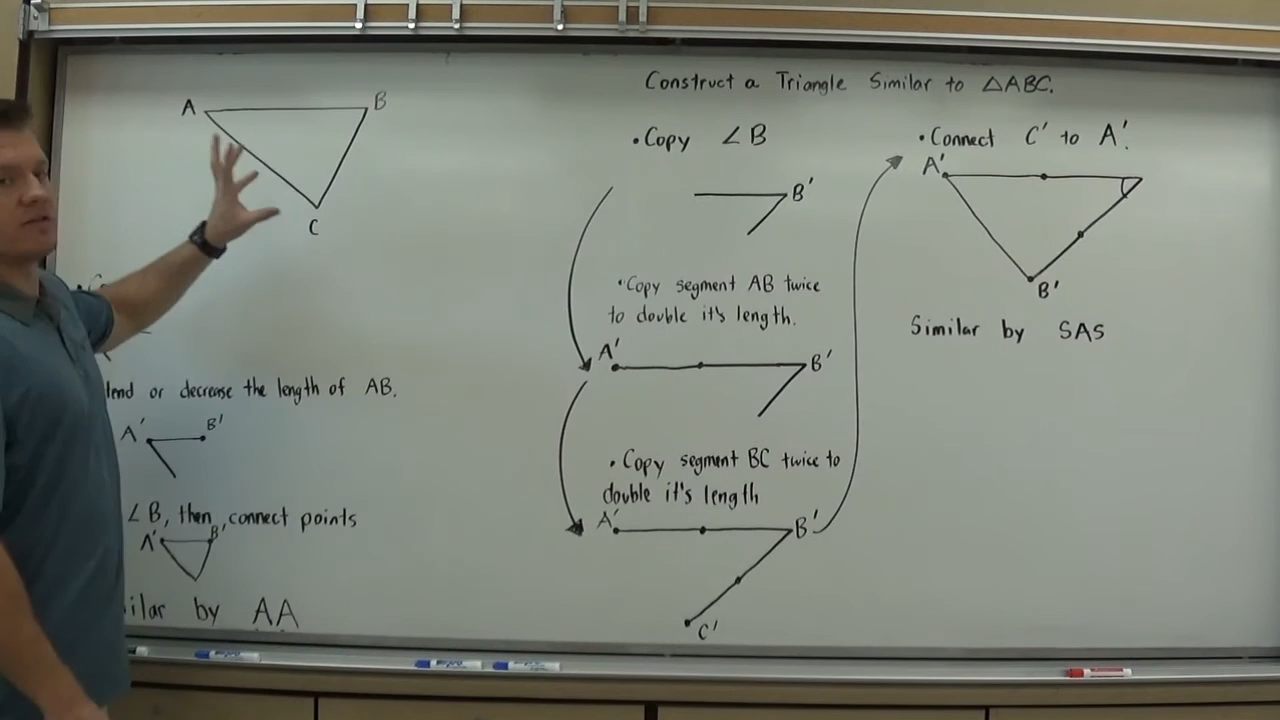 A
B
C
lend or decrease the length of AB.
A'
B'
∠B, then connect points
A'
B'
ilar by AA
Construct a Triangle Similar to △ABC.
•Copy ∠B
B'
•Copy segment AB twice
to double it's length.
A'
B'
•Copy segment BC twice to
double it's length
A'
B'
C'
•Connect C' to A'.
A'
B'
Similar by SAS